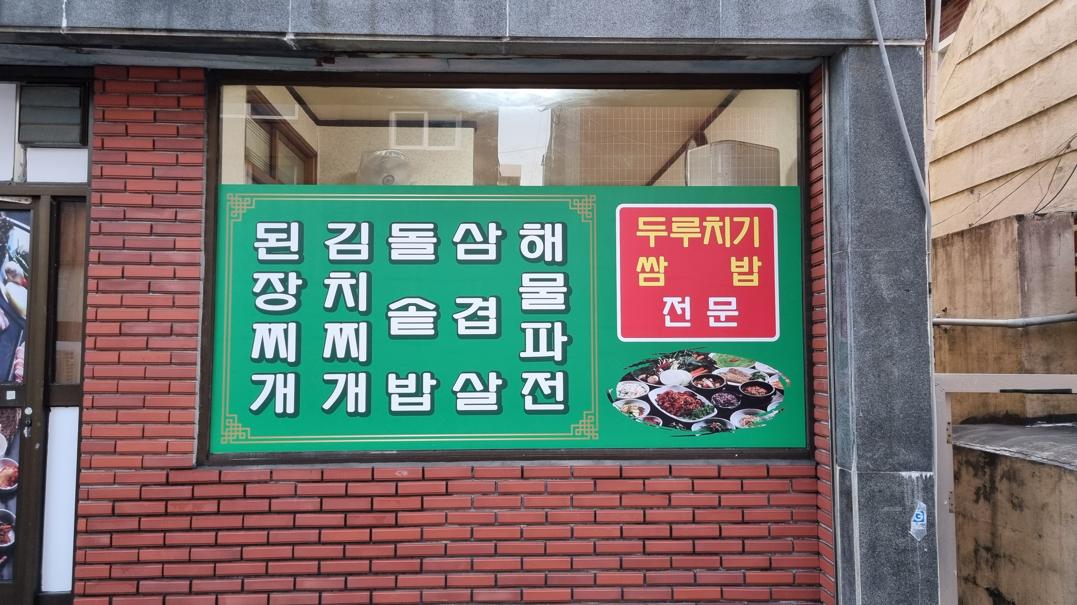 된장찌개
김치찌개
돌솥밥
삼겹살
해물파전
두루치기
쌈 밥
전문